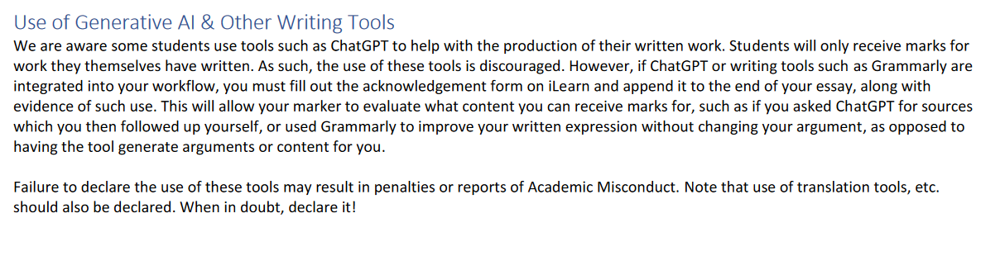 Use of Generative AI & Other Writing Tools
We are aware some students use tools such as ChatGPT to help with the production of their written work. Students will only receive marks for
work they themselves have written. As such, the use of these tools is discouraged. However, if ChatGPT or writing tools such as Grammarly are
integrated into your workflow, you must fill out the acknowledgement form on iLearn and append it to the end of your essay, along with
evidence of such use. This will allow your marker to evaluate what content you can receive marks for, such as if you asked ChatGPT for sources
which you then followed up yourself, or used Grammarly to improve your written expression without changing your argument, as opposed to
having the tool generate arguments or content for you.
Failure to declare the use of these tools may result in penalties or reports of Academic Misconduct. Note that use of translation tools, etc.
should also be declared. When in doubt, declare it!